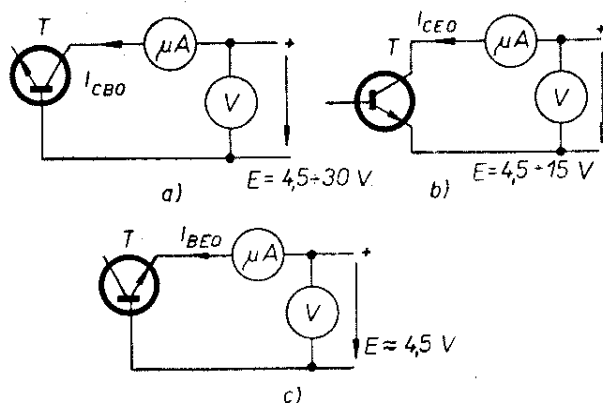 T
I_CBO
μA
V
+
E = 4,5÷30 V
a)
I_CEO
T
μA
V
+
E = 4,5÷15 V
b)
T
I_BEO
μA
V
+
E ≈ 4,5 V
c)